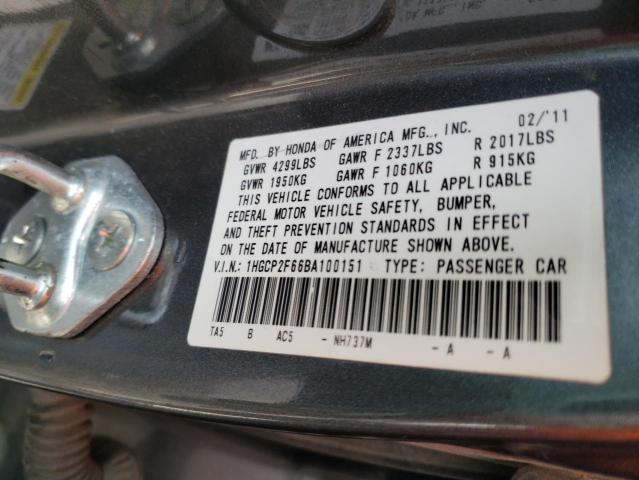 MFD. BY HONDA OF AMERICA MFG., INC. 02/'11
GVWR 4299LBS GAWR F 2337LBS R 2017LBS
GVWR 1950KG GAWR F 1060KG R 915KG
THIS VEHICLE CONFORMS TO ALL APPLICABLE
FEDERAL MOTOR VEHICLE SAFETY, BUMPER,
AND THEFT PREVENTION STANDARDS IN EFFECT
ON THE DATE OF MANUFACTURE SHOWN ABOVE.
V.I.N.: 1HGCP2F66BA100151 TYPE: PASSENGER CAR
TA5 B AC5 - NH737M - A - A